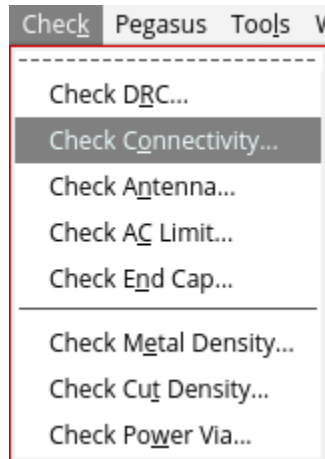 Check Pegasus Tools
Check DRC...
Check Connectivity...
Check Antenna...
Check AC Limit...
Check End Cap...
Check Metal Density...
Check Cut Density...
Check Power Via...